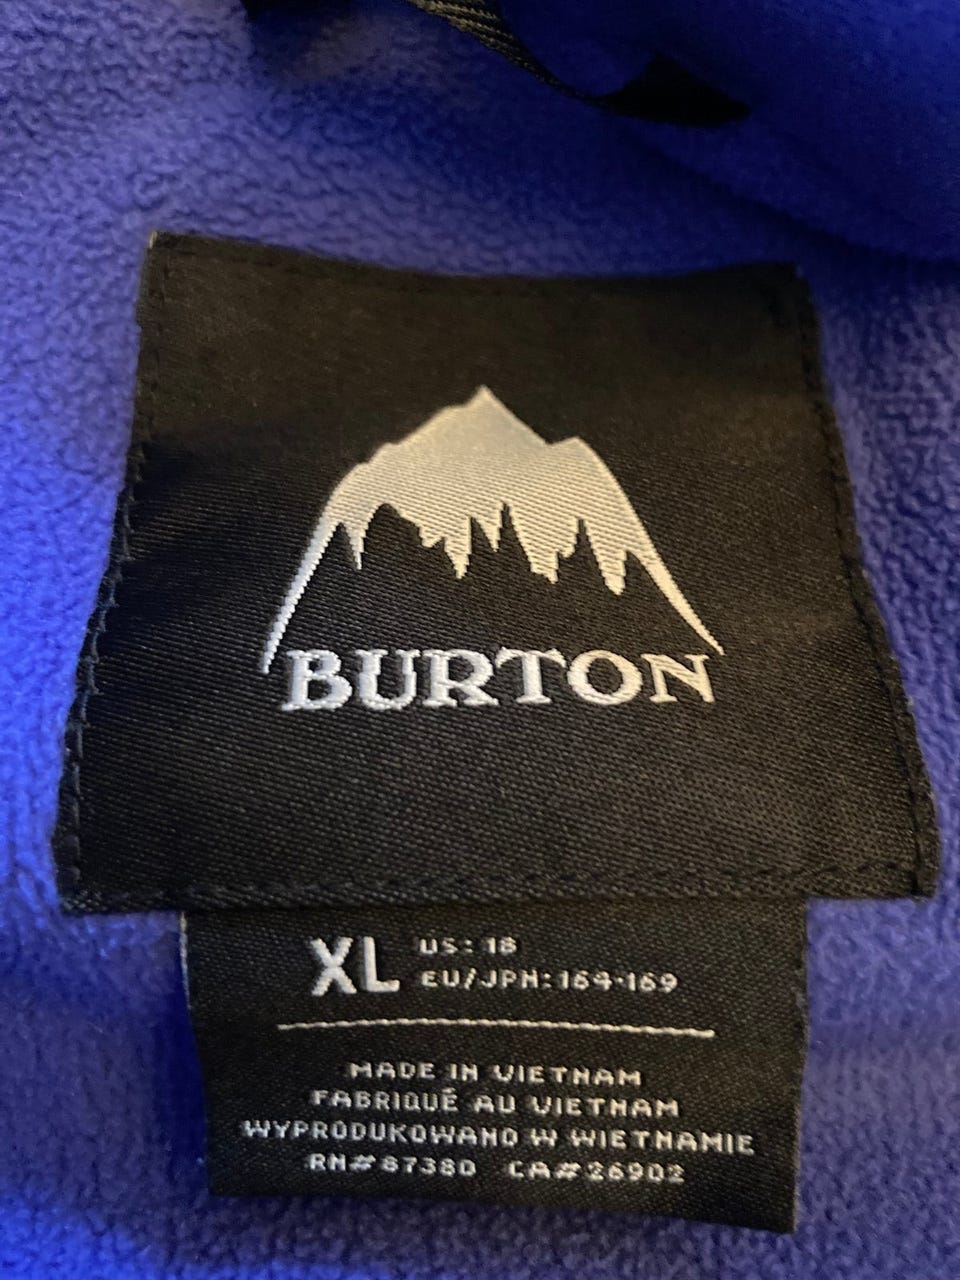 BURTON
XL US: 18
EU/JPN: 164-169
MADE IN VIETNAM
FABRIQUÉ AU VIETNAM
WYPRODUKOWANO W WIETNAMIE
RN# 87380 CA# 26902